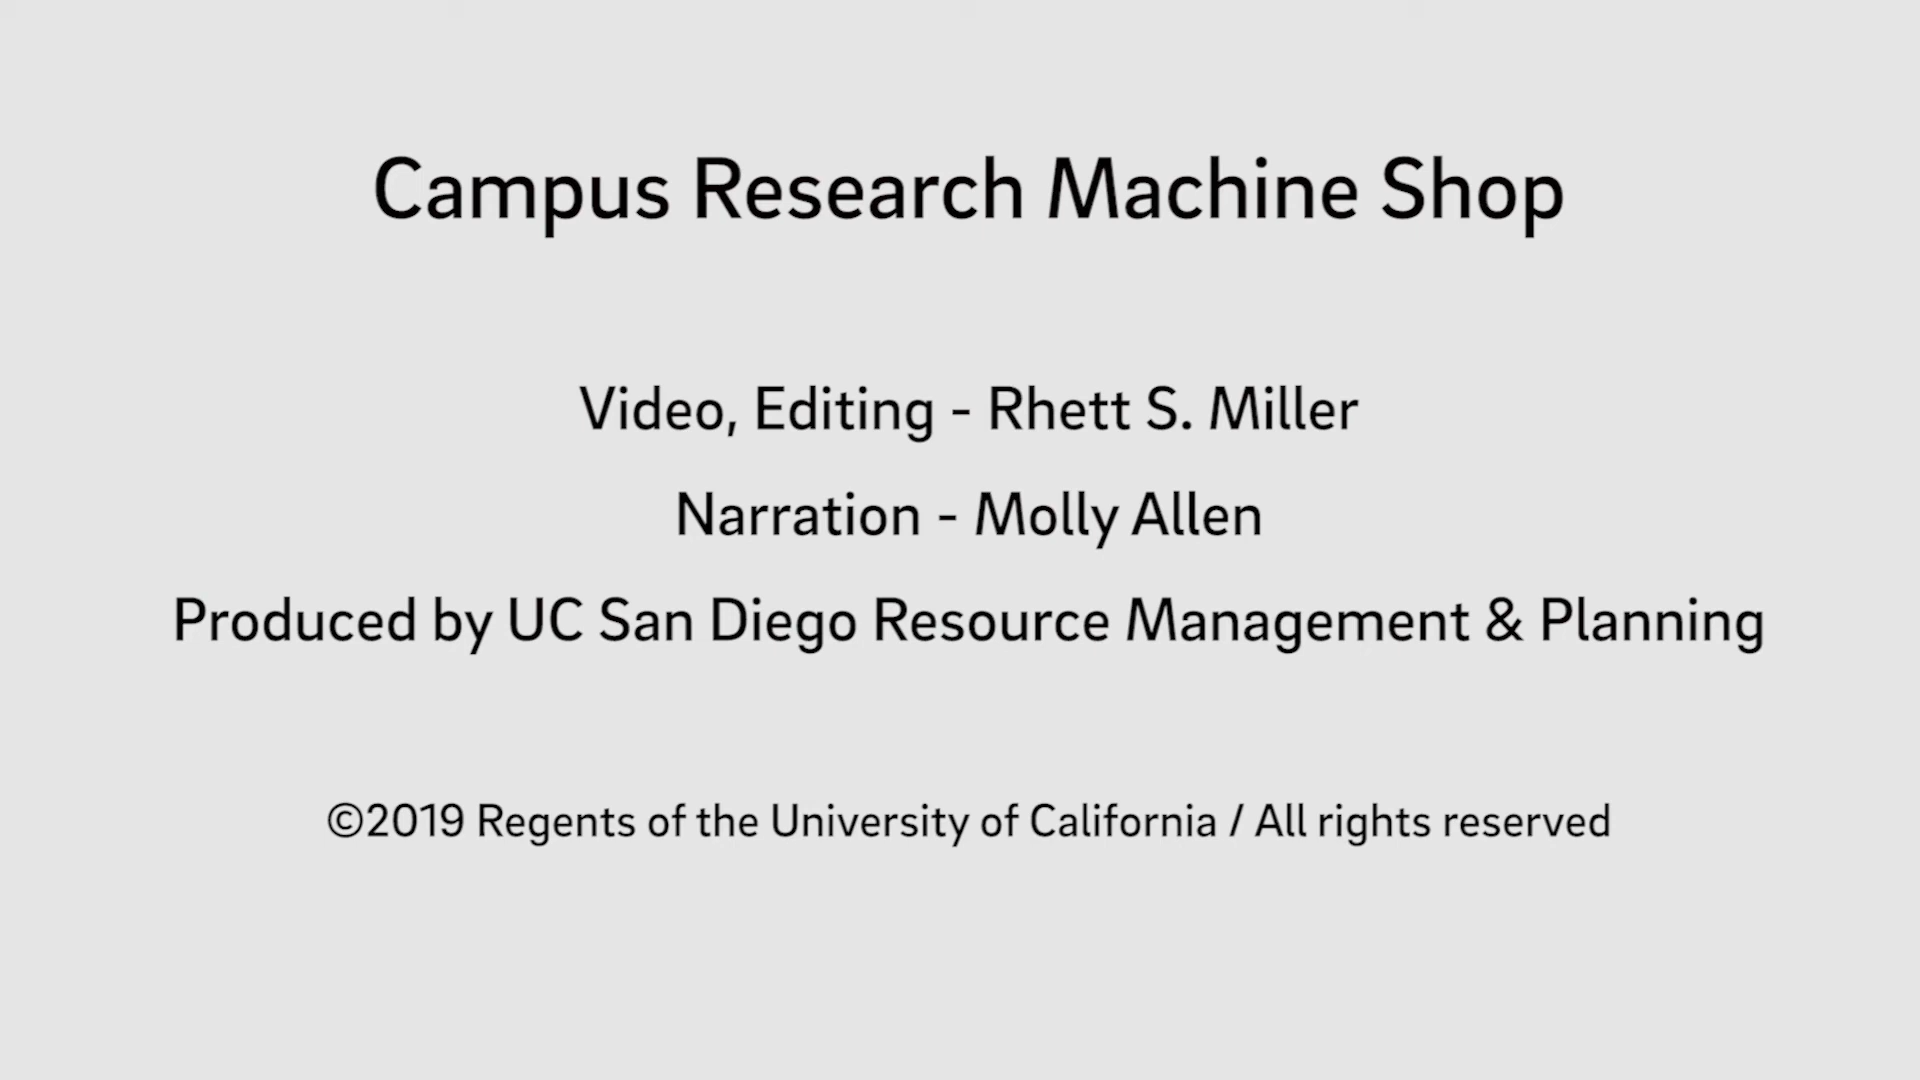 Campus Research Machine Shop
Video, Editing - Rhett S. Miller
Narration - Molly Allen
Produced by UC San Diego Resource Management & Planning
©2019 Regents of the University of California / All rights reserved